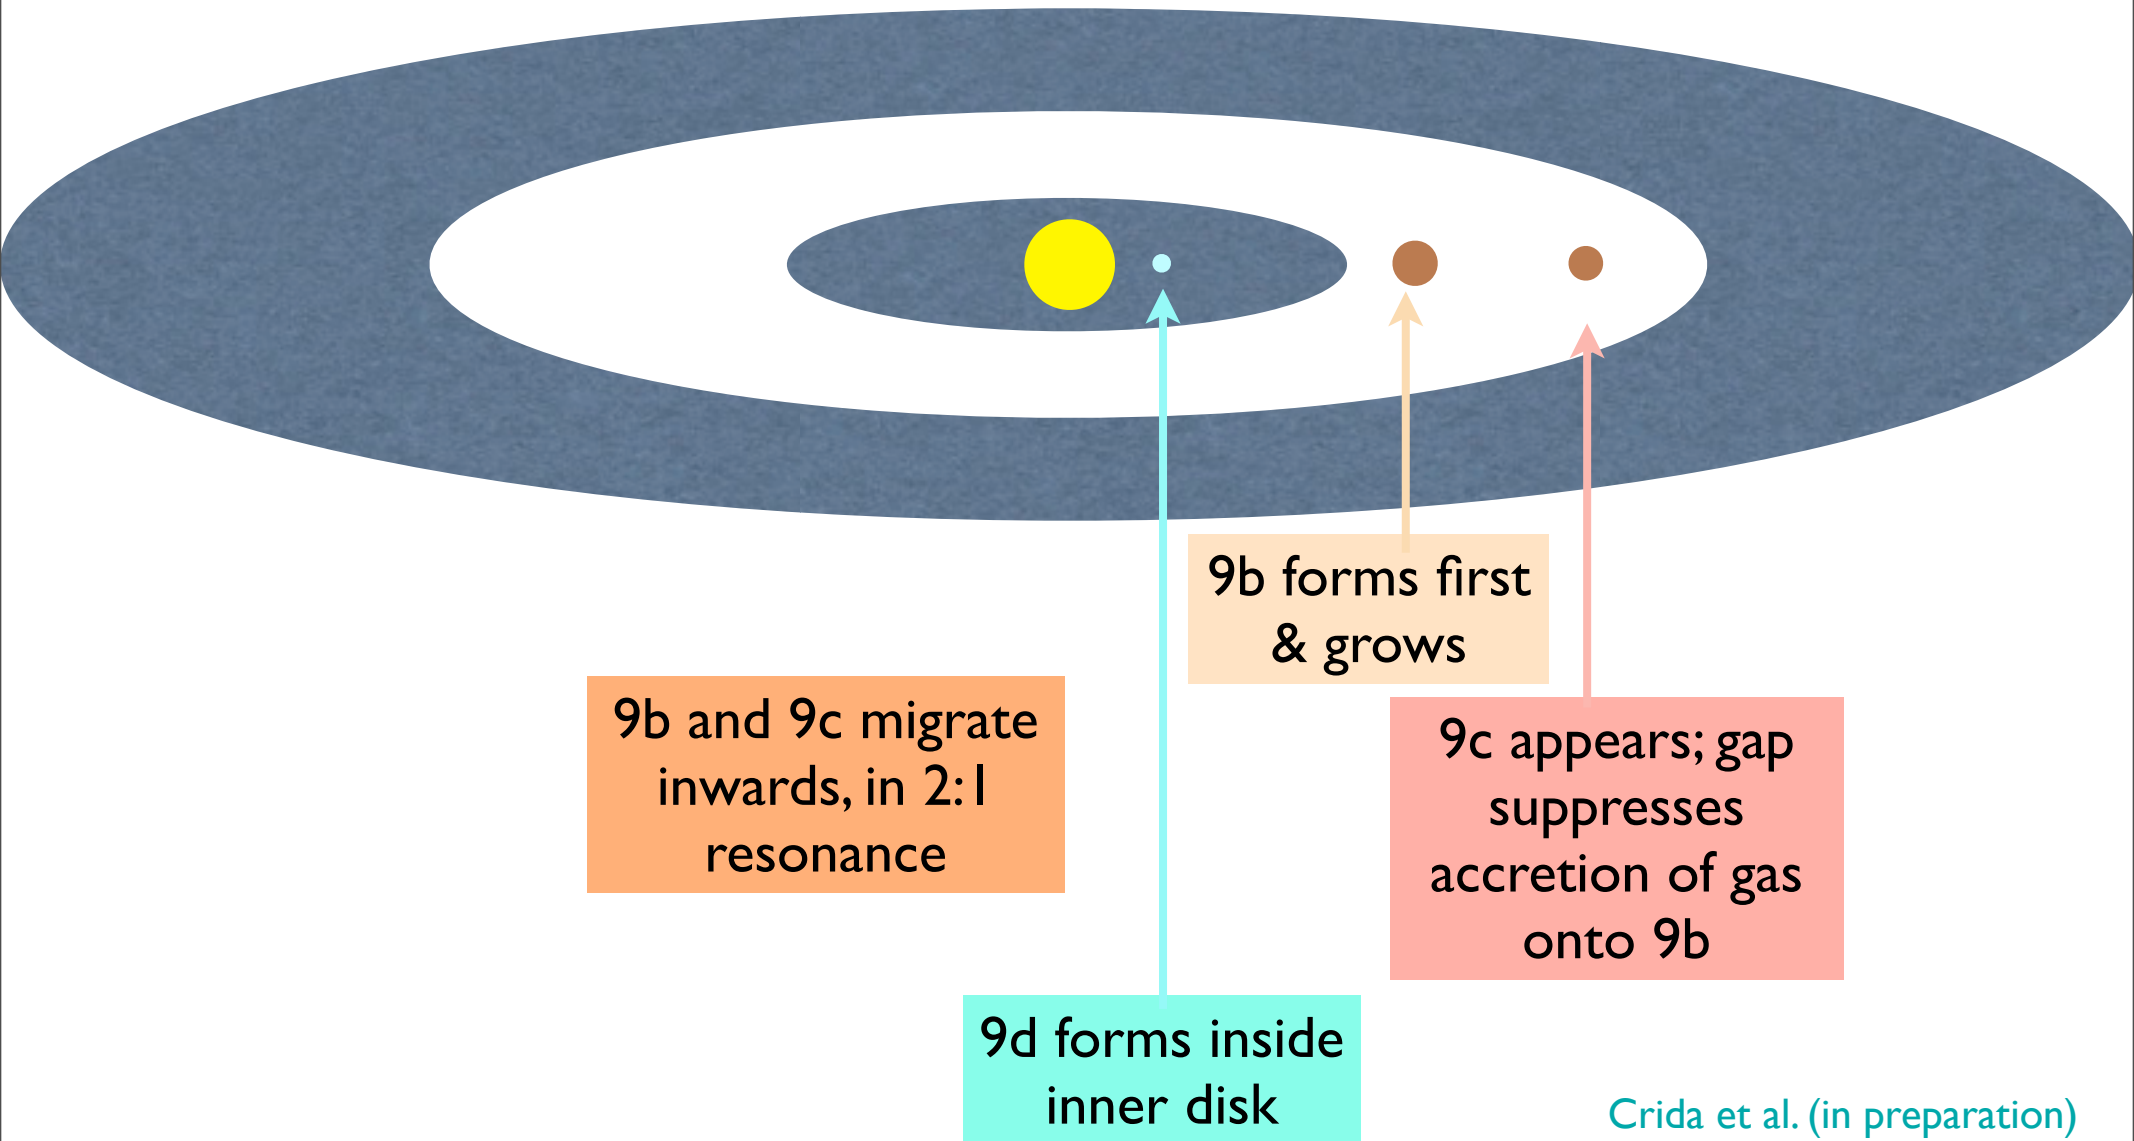 9b forms first
& grows
9b and 9c migrate
inwards, in 2:1
resonance
9c appears; gap
suppresses
accretion of gas
onto 9b
9d forms inside
inner disk
Crida et al. (in preparation)